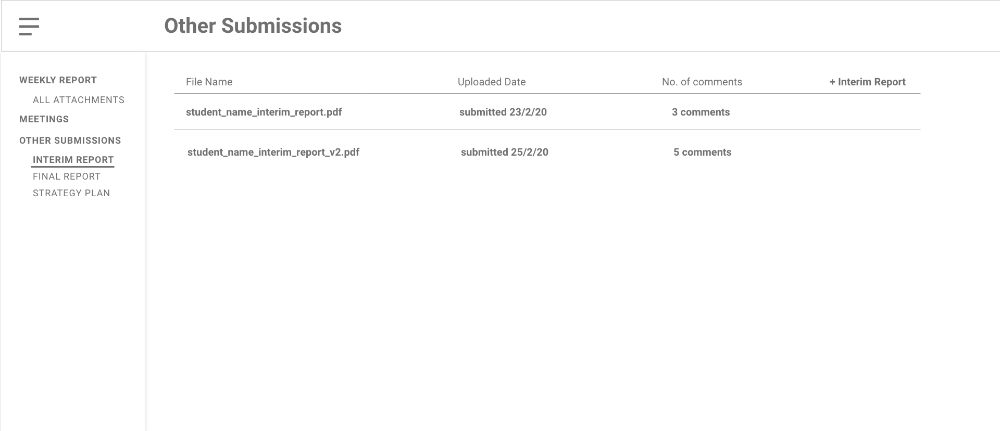 Other Submissions
WEEKLY REPORT
ALL ATTACHMENTS
MEETINGS
OTHER SUBMISSIONS
INTERIM REPORT
FINAL REPORT
STRATEGY PLAN
File Name Uploaded Date No. of comments + Interim Report
student_name_interim_report.pdf submitted 23/2/20 3 comments
student_name_interim_report_v2.pdf submitted 25/2/20 5 comments